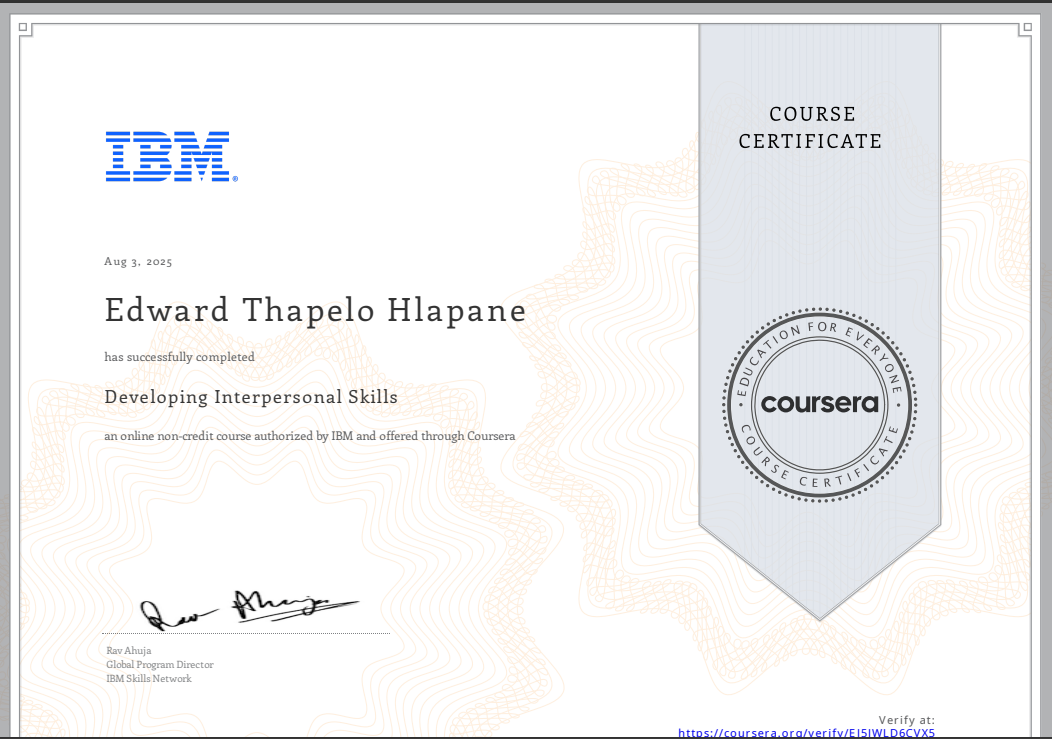 COURSE
CERTIFICATE
IBM®
Aug 3, 2025
Edward Thapelo Hlapane
has successfully completed
Developing Interpersonal Skills
an online non-credit course authorized by IBM and offered through Coursera
EDUCATION FOR EVERYONE
coursera
COURSE CERTIFICATE
Rav Ahuja
Rav Ahuja
Global Program Director
IBM Skills Network
Verify at:
https://coursera.org/verify/EJ5JWLD6CVX5